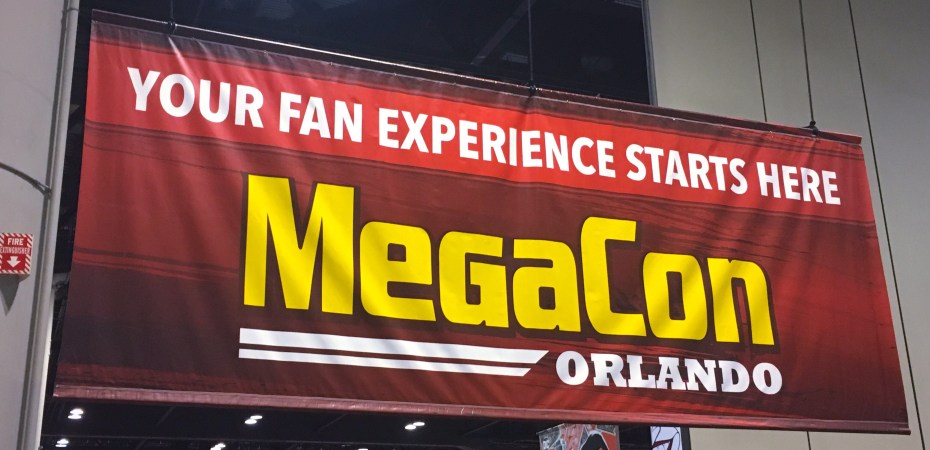 YOUR FAN EXPERIENCE STARTS HERE
MEGACON
ORLANDO
FIRE
EXTINGUISHER